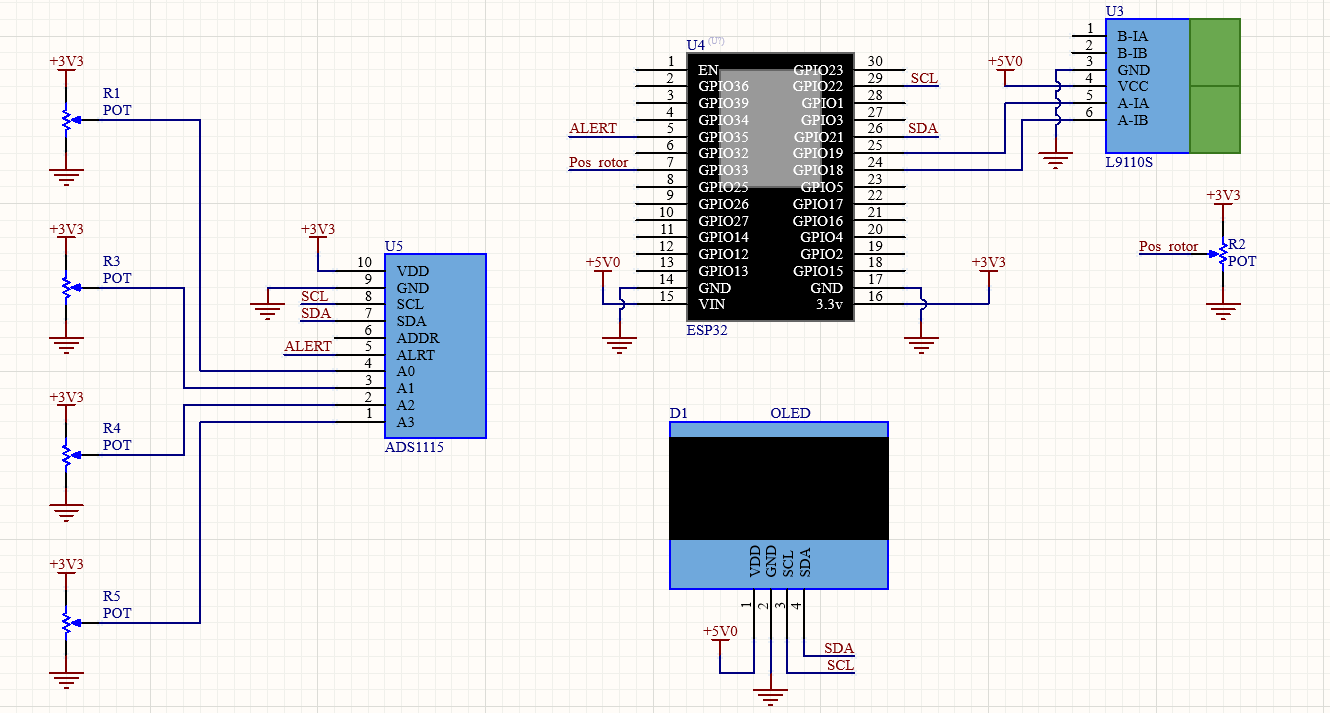 +3V3
R1
POT
+3V3
R3
POT
+3V3
R4
POT
+3V3
R5
POT
+3V3
U5
10 VDD
9 GND
SCL 8 SCL
SDA 7 SDA
6 ADDR
ALERT 5 ALRT
4 A0
3 A1
2 A2
1 A3
ADS1115
U4 (U?)
1 EN GPIO23 30
2 GPIO36 GPIO22 29 SCL
3 GPIO39 GPIO1 28
4 GPIO34 GPIO3 27
ALERT 5 GPIO35 GPIO21 26 SDA
6 GPIO32 GPIO19 25
Pos rotor 7 GPIO33 GPIO18 24
8 GPIO25 GPIO5 23
9 GPIO26 GPIO17 22
10 GPIO27 GPIO16 21
11 GPIO14 GPIO4 20
12 GPIO12 GPIO2 19
13 GPIO13 GPIO15 18
14 GND GND 17
15 VIN 3.3v 16
+5V0
+3V3
ESP32
U3
1 B-IA
2 B-IB
3 GND
+5V0 4 VCC
5 A-IA
6 A-IB
L9110S
+3V3
Pos rotor R2
POT
D1 OLED
VDD
GND
SCL
SDA
1
2
3
4
+5V0
SDA
SCL